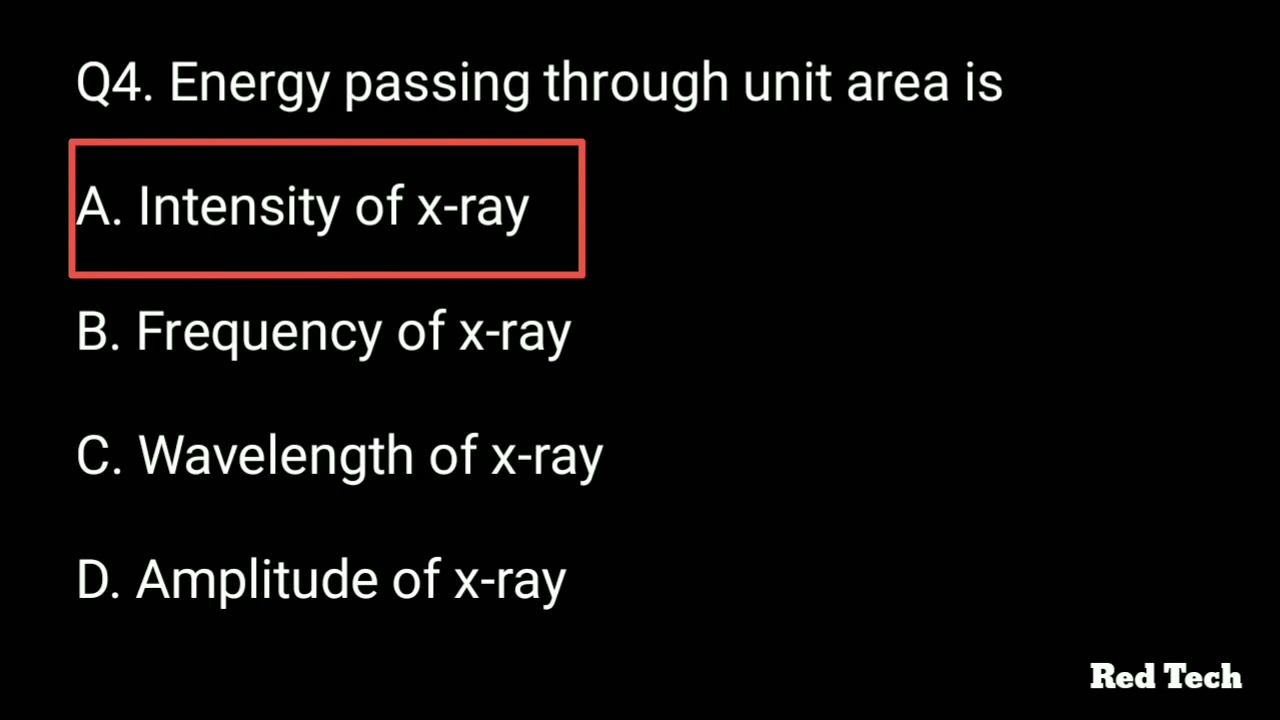 Q4. Energy passing through unit area is
A. Intensity of x-ray
B. Frequency of x-ray
C. Wavelength of x-ray
D. Amplitude of x-ray
Red Tech